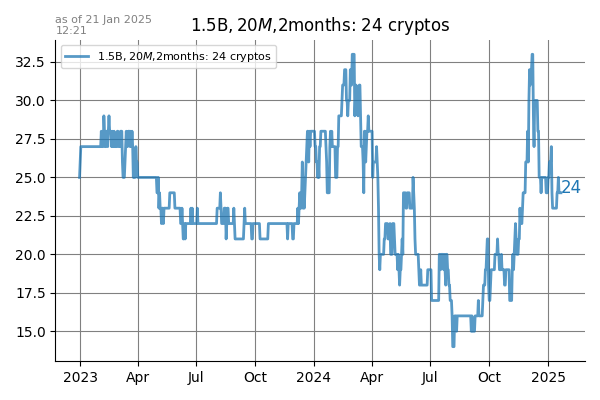 as of 21 Jan 2025
12:21
1.5B, 20M,2months: 24 cryptos
1.5B, 20M,2months: 24 cryptos
32.5
30.0
27.5
25.0
22.5
20.0
17.5
15.0
24
2023
Apr
Jul
Oct
2024
Apr
Jul
Oct
2025